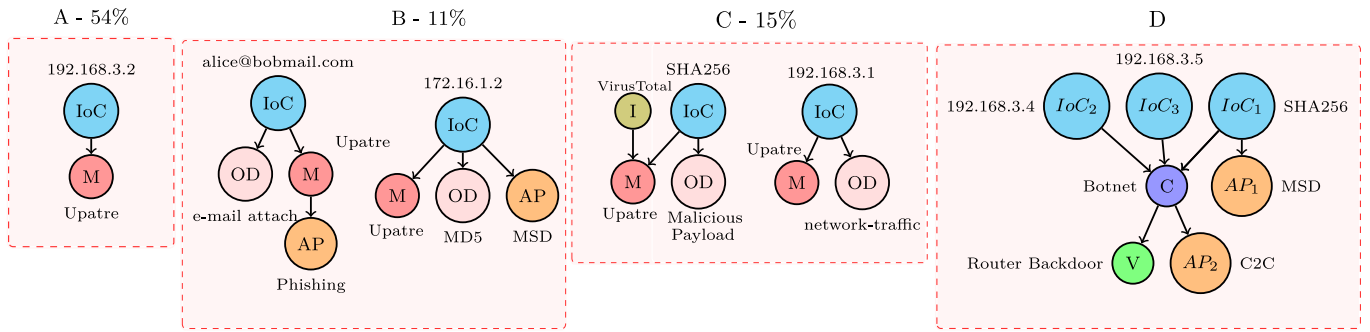 A - 54%
192.168.3.2
IoC
M
Upatre
B - 11%
alice@bobmail.com
IoC
OD
M
Upatre
e-mail attach
AP
Phishing
172.16.1.2
IoC
M
OD
AP
Upatre
MD5
MSD
C - 15%
VirusTotal
SHA256
I
IoC
M
OD
Upatre
Malicious
Payload
192.168.3.1
IoC
Upatre
M
OD
network-traffic
D
192.168.3.5
192.168.3.4
IoC2
IoC3
IoC1
SHA256
Botnet
C
AP1
MSD
Router Backdoor
V
AP2
C2C